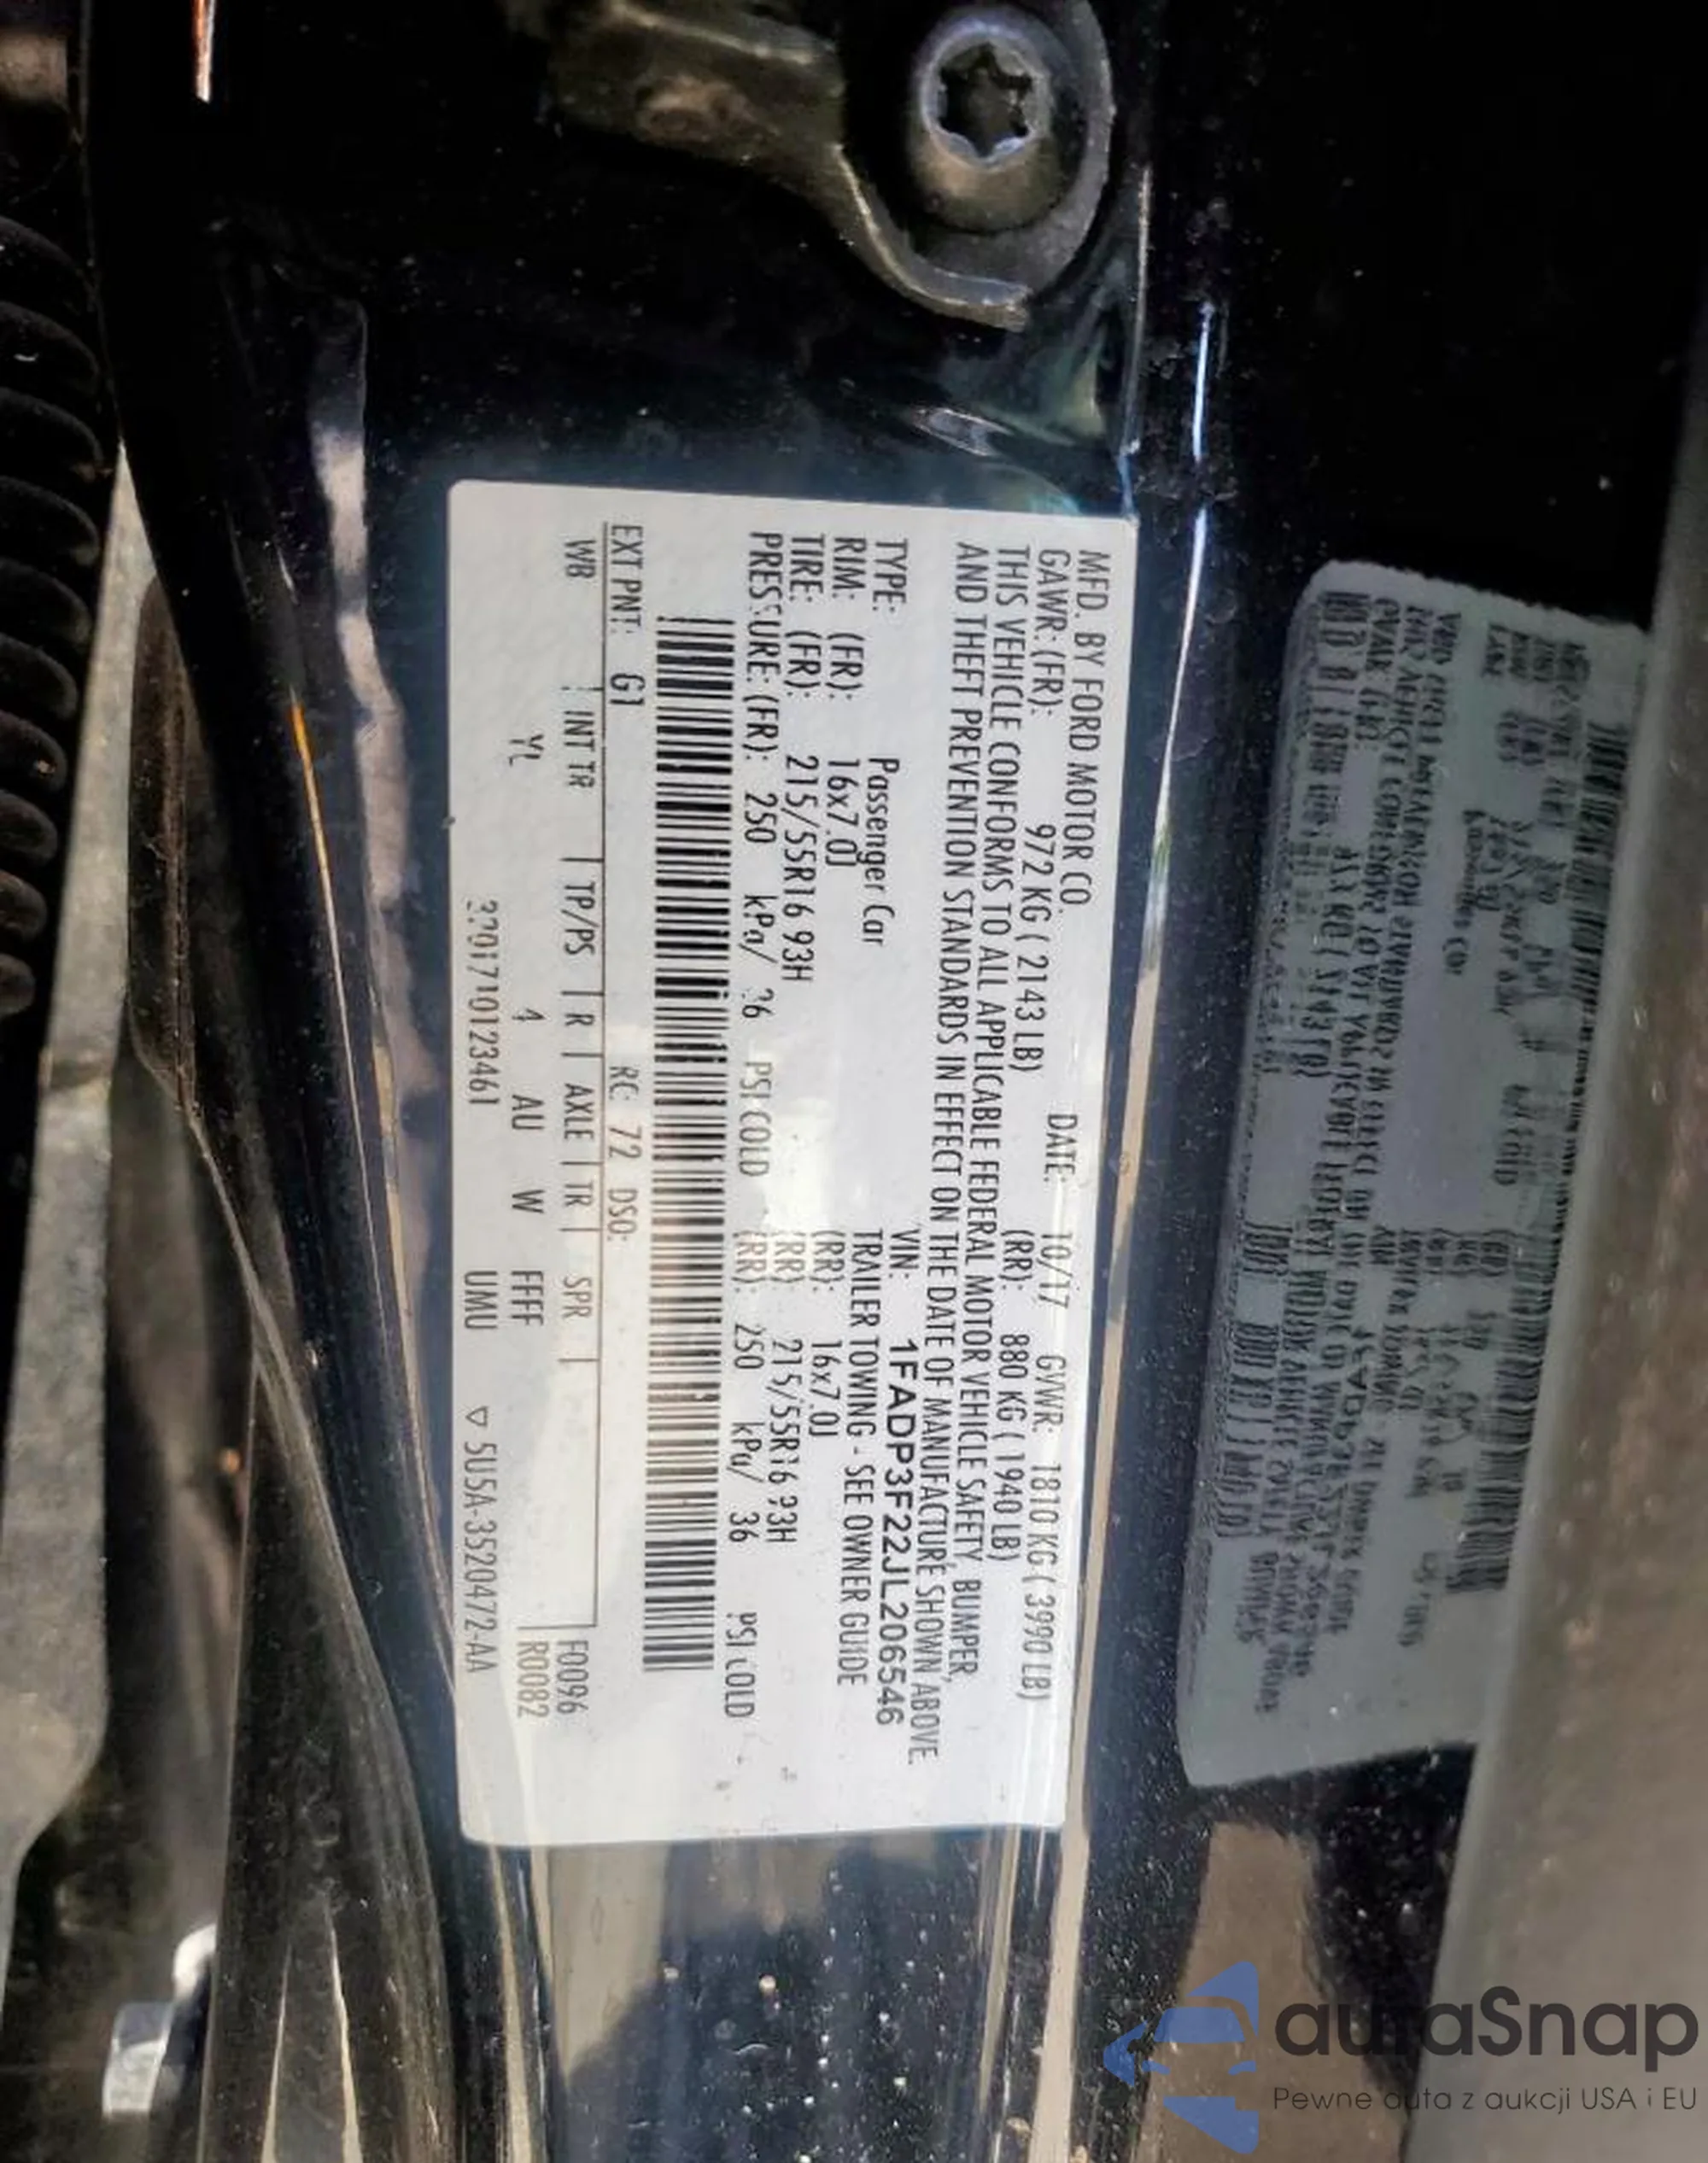 MFD. BY FORD MOTOR CO. DATE: 10/17 GVWR: 1810 KG ( 3990 LB)
GAWR: (FR): 972 KG ( 2143 LB) (RR): 880 KG ( 1940 LB)
THIS VEHICLE CONFORMS TO ALL APPLICABLE FEDERAL MOTOR VEHICLE SAFETY, BUMPER,
AND THEFT PREVENTION STANDARDS IN EFFECT ON THE DATE OF MANUFACTURE SHOWN ABOVE.
VIN: 1FADP3F22JL206546
TYPE: Passenger Car TRAILER TOWING - SEE OWNER GUIDE
RIM: (FR): 16x7.0J (RR): 16x7.0J
TIRE: (FR): 215/55R16 93H (RR): 215/55R16 93H
PRESSURE: (FR): 250 kPa/ 36 PSI COLD (RR): 250 kPa/ 36 PSI COLD
EXT PNT: G1 RC: 72 DSO:
WB INT TR TP/PS R AXLE TR SPR F0096
YL 4 AU W FFFF R0082
UMU ▽ 5U5A-3520472-AA
auraSnap
Pewne auta z aukcji USA i EU